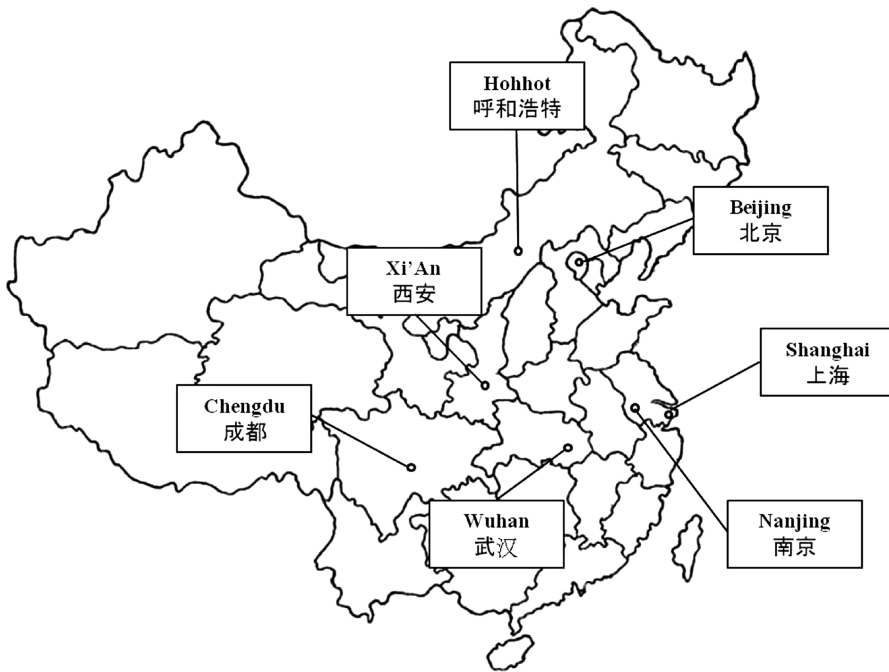 Hohhot
呼和浩特
Beijing
北京
Xi’An
西安
Shanghai
上海
Chengdu
成都
Wuhan
武汉
Nanjing
南京